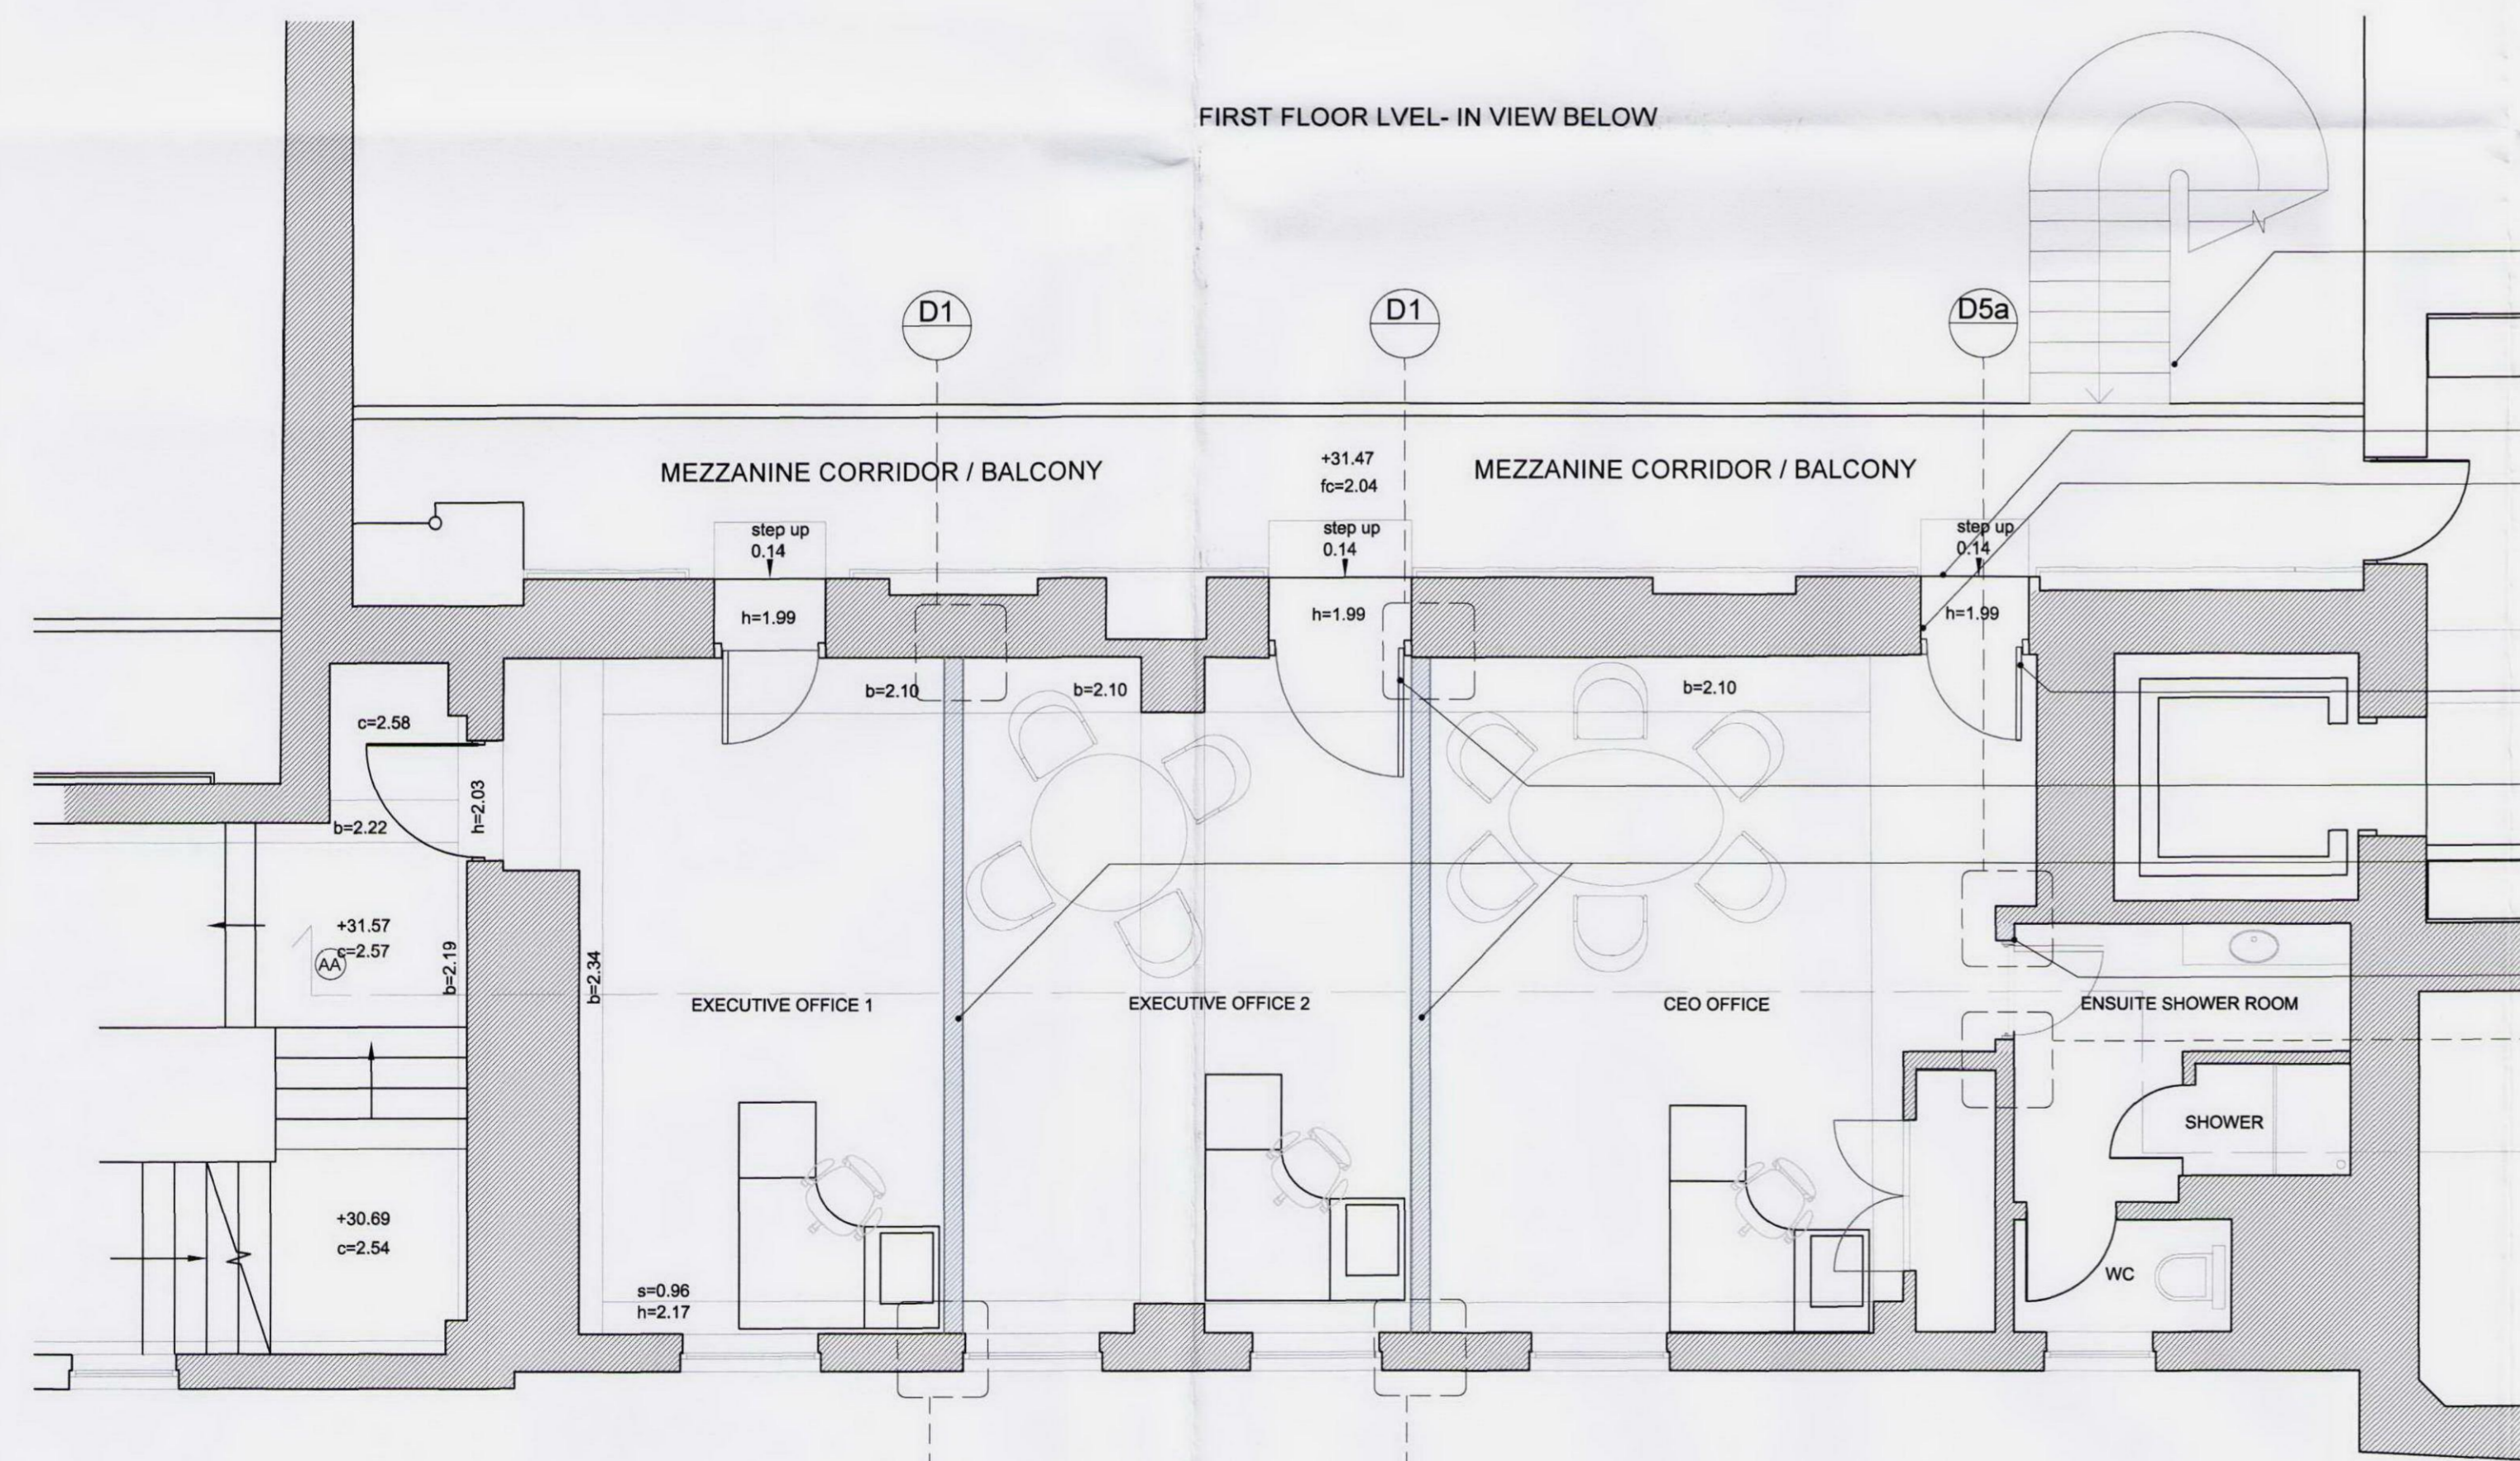 FIRST FLOOR LVEL- IN VIEW BELOW
D1
D1
D5a
MEZZANINE CORRIDOR / BALCONY
+31.47
fc=2.04
MEZZANINE CORRIDOR / BALCONY
step up
0.14
step up
0.14
step up
0.14
h=1.99
h=1.99
h=1.99
b=2.10
b=2.10
b=2.10
c=2.58
h=2.03
b=2.22
+31.57
c=2.57
AA
b=2.19
b=2.34
EXECUTIVE OFFICE 1
EXECUTIVE OFFICE 2
CEO OFFICE
ENSUITE SHOWER ROOM
SHOWER
+30.69
c=2.54
s=0.96
h=2.17
WC